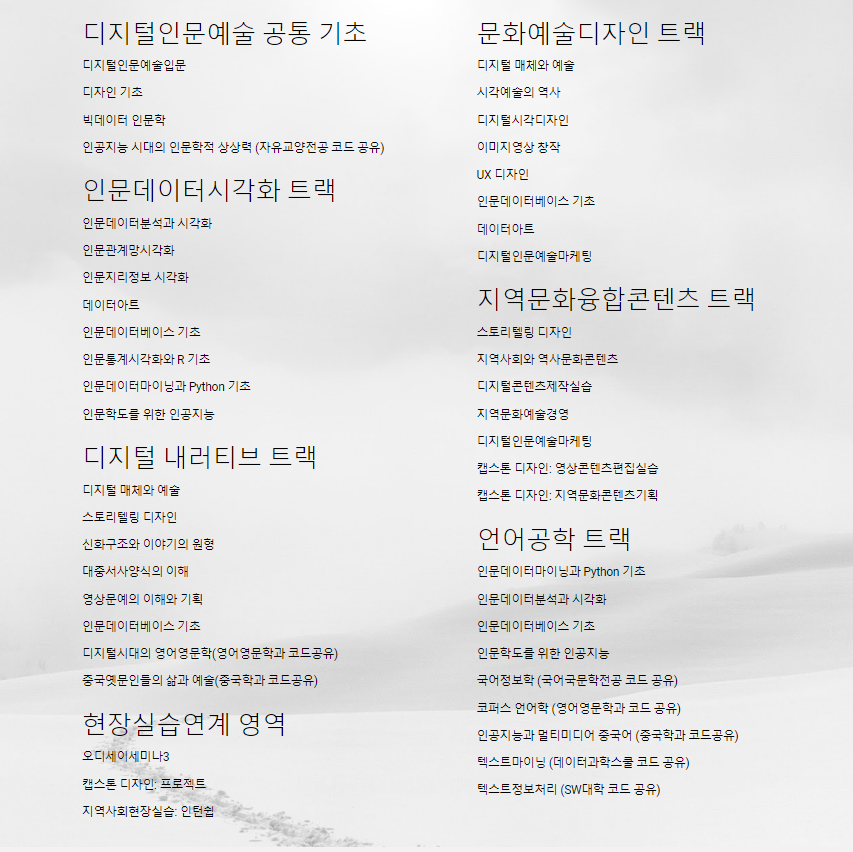 디지털인문예술 공통 기초
디지털인문예술입문
디자인 기초
빅데이터 인문학
인공지능 시대의 인문학적 상상력 (자유교양전공 코드 공유)
인문데이터시각화 트랙
인문데이터분석과 시각화
인문관계망시각화
인문지리정보 시각화
데이터아트
인문데이터베이스 기초
인문통계시각화와 R 기초
인문데이터마이닝과 Python 기초
인문학도를 위한 인공지능
디지털 내러티브 트랙
디지털 매체와 예술
스토리텔링 디자인
신화구조와 이야기의 원형
대중서사양식의 이해
영상문예의 이해와 기획
인문데이터베이스 기초
디지털시대의 영어영문학(영어영문학과 코드공유)
중국옛문인들의 삶과 예술(중국학과 코드공유)
현장실습연계 영역
오디세이세미나3
캡스톤 디자인: 프로젝트
지역사회현장실습: 인턴쉽
문화예술디자인 트랙
디지털 매체와 예술
시각예술의 역사
디지털시각디자인
이미지영상 창작
UX 디자인
인문데이터베이스 기초
데이터아트
디지털인문예술마케팅
지역문화융합콘텐츠 트랙
스토리텔링 디자인
지역사회와 역사문화콘텐츠
디지털콘텐츠제작실습
지역문화예술경영
디지털인문예술마케팅
캡스톤 디자인: 영상콘텐츠편집실습
캡스톤 디자인: 지역문화콘텐츠기획
언어공학 트랙
인문데이터마이닝과 Python 기초
인문데이터분석과 시각화
인문데이터베이스 기초
인문학도를 위한 인공지능
국어정보학 (국어국문학전공 코드 공유)
코퍼스 언어학 (영어영문학과 코드 공유)
인공지능과 멀티미디어 중국어 (중국학과 코드공유)
텍스트마이닝 (데이터과학스쿨 코드 공유)
텍스트정보처리 (SW대학 코드 공유)